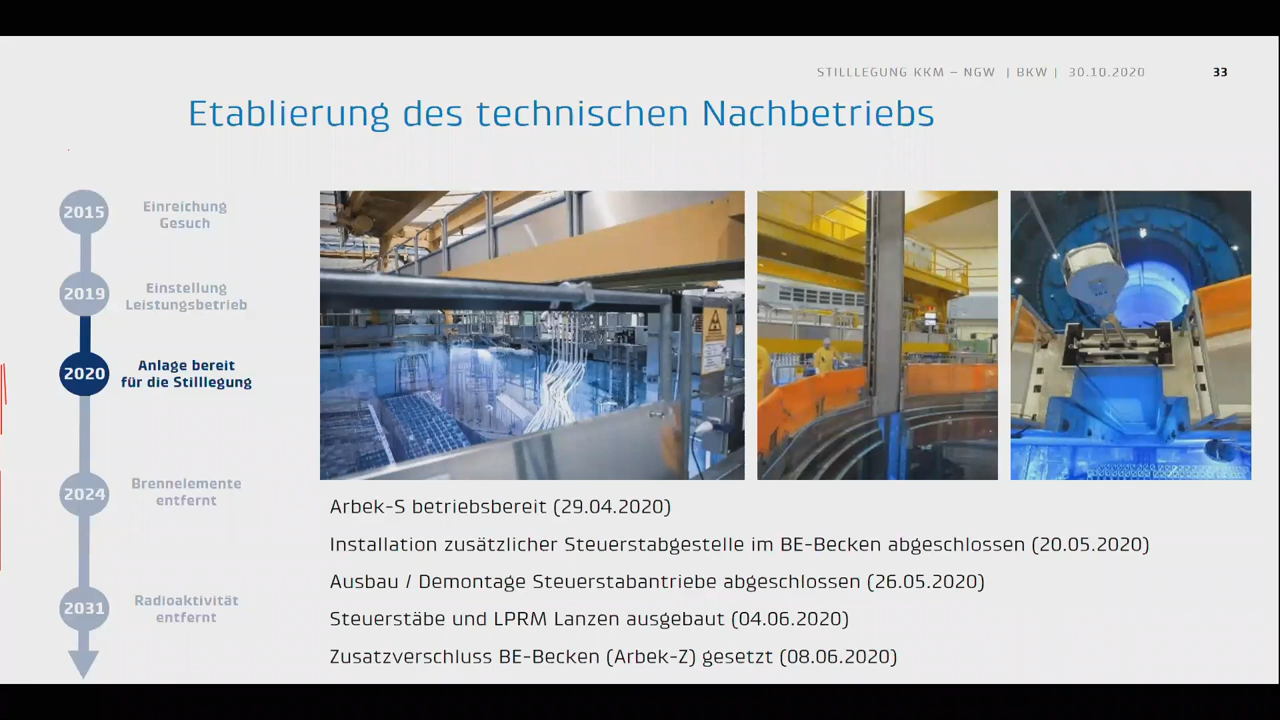 STILLLEGUNG KKM – NGW | BKW | 30.10.2020 33
Etablierung des technischen Nachbetriebs
2015
Einreichung
Gesuch
2019
Einstellung
Leistungsbetrieb
2020
Anlage bereit
für die Stilllegung
2024
Brennelemente
entfernt
2031
Radioaktivität
entfernt
Arbek-S betriebsbereit (29.04.2020)
Installation zusätzlicher Steuerstabgestelle im BE-Becken abgeschlossen (20.05.2020)
Ausbau / Demontage Steuerstabantriebe abgeschlossen (26.05.2020)
Steuerstäbe und LPRM Lanzen ausgebaut (04.06.2020)
Zusatzverschluss BE-Becken (Arbek-Z) gesetzt (08.06.2020)